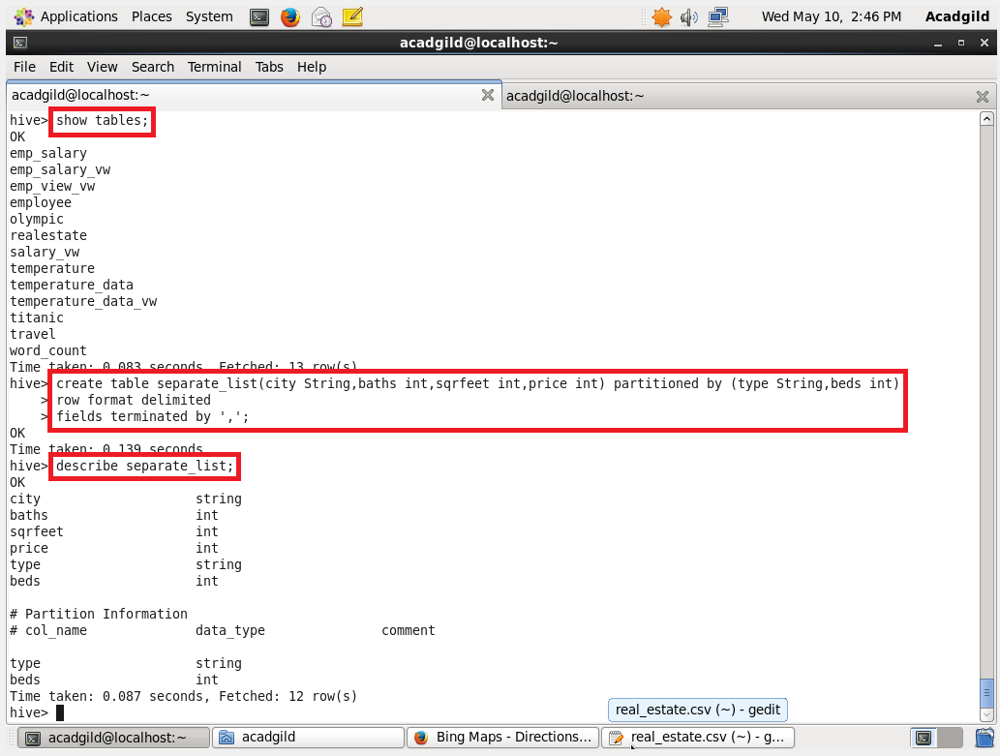 Applications Places System Wed May 10, 2:46 PM Acadgild
acadgild@localhost:~
File Edit View Search Terminal Tabs Help
acadgild@localhost:~ acadgild@localhost:~
hive> show tables;
OK
emp_salary
emp_salary_vw
emp_view_vw
employee
olympic
realestate
salary_vw
temperature
temperature_data
temperature_data_vw
titanic
travel
word_count
Time taken: 0.083 seconds, Fetched: 13 row(s)
hive> create table separate_list(city String,baths int,sqrfeet int,price int) partitioned by (type String,beds int)
> row format delimited
> fields terminated by ',';
OK
Time taken: 0.139 seconds
hive> describe separate_list;
OK
city string
baths int
sqrfeet int
price int
type string
beds int
# Partition Information
# col_name data_type comment
type string
beds int
Time taken: 0.087 seconds, Fetched: 12 row(s)
hive>
real_estate.csv (~) - gedit
acadgild@localhost:~ acadgild Bing Maps - Directions... real_estate.csv (~) - g...